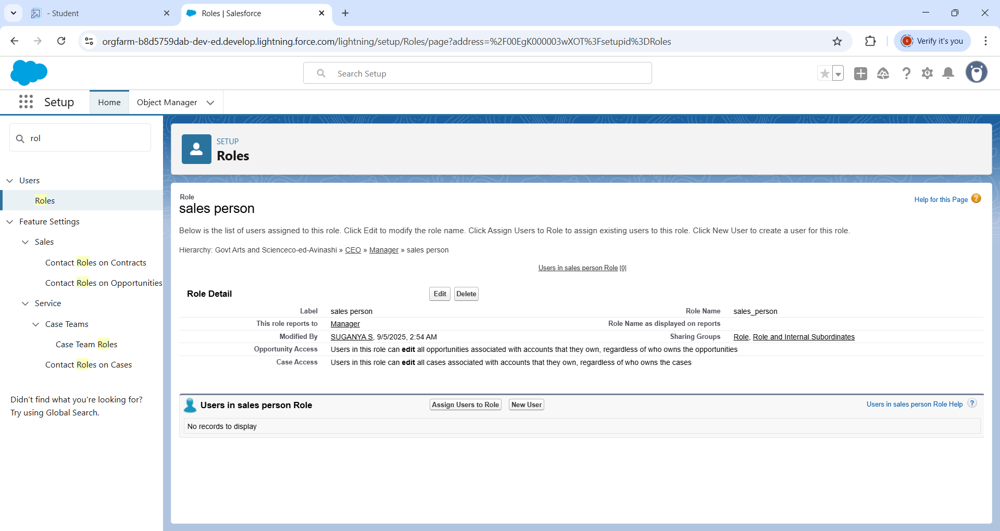 - Student
Roles | Salesforce
orgfarm-b8d5759dab-dev-ed.develop.lightning.force.com/lightning/setup/Roles/page?address=%2F00EgK000003wXOT%3Fsetupid%3DRoles
S
Verify it's you
Search Setup
Setup
Home
Object Manager
rol
Users
Roles
Feature Settings
Sales
Contact Roles on Contracts
Contact Roles on Opportunities
Service
Case Teams
Case Team Roles
Contact Roles on Cases
Didn't find what you're looking for?
Try using Global Search.
SETUP
Roles
Role
sales person
Help for this Page ?
Below is the list of users assigned to this role. Click Edit to modify the role name. Click Assign Users to Role to assign existing users to this role. Click New User to create a user for this role.
Hierarchy: Govt Arts and Scienceco-ed-Avinashi » CEO » Manager » sales person
Users in sales person Role [0]
Role Detail
Edit
Delete
Label sales person
Role Name sales_person
This role reports to Manager
Role Name as displayed on reports
Modified By SUGANYA S, 9/5/2025, 2:54 AM
Sharing Groups Role, Role and Internal Subordinates
Opportunity Access Users in this role can edit all opportunities associated with accounts that they own, regardless of who owns the opportunities
Case Access Users in this role can edit all cases associated with accounts that they own, regardless of who owns the cases
Users in sales person Role
Assign Users to Role
New User
Users in sales person Role Help ?
No records to display